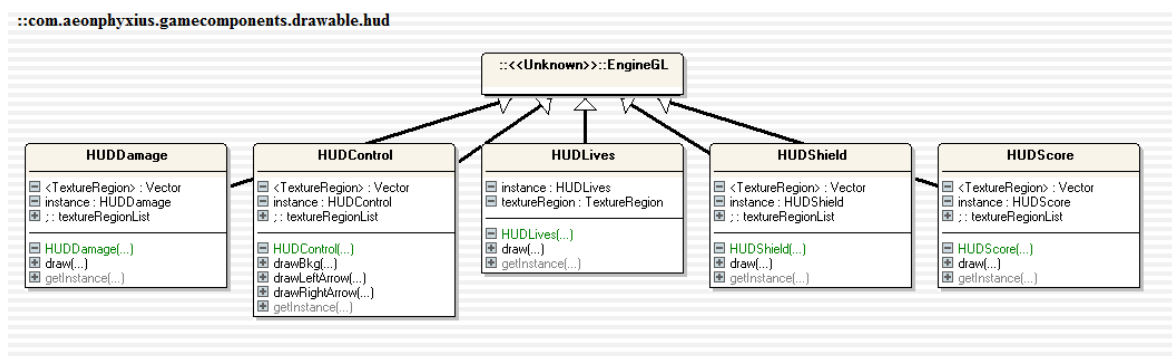 ::com.aeonphyxius.gamecomponents.drawable.hud
::<<Unknown>>::EngineGL
HUDDamage
<TextureRegion> : Vector
instance : HUDDamage
; : textureRegionList
HUDDamage(...)
draw(...)
getInstance(...)
HUDControl
<TextureRegion> : Vector
instance : HUDControl
; : textureRegionList
HUDControl(...)
drawBkg(...)
drawLeftArrow(...)
drawRightArrow(...)
getInstance(...)
HUDLives
instance : HUDLives
textureRegion : TextureRegion
HUDLives(...)
draw(...)
getInstance(...)
HUDShield
<TextureRegion> : Vector
instance : HUDShield
; : textureRegionList
HUDShield(...)
draw(...)
getInstance(...)
HUDScore
<TextureRegion> : Vector
instance : HUDScore
; : textureRegionList
HUDScore(...)
draw(...)
getInstance(...)